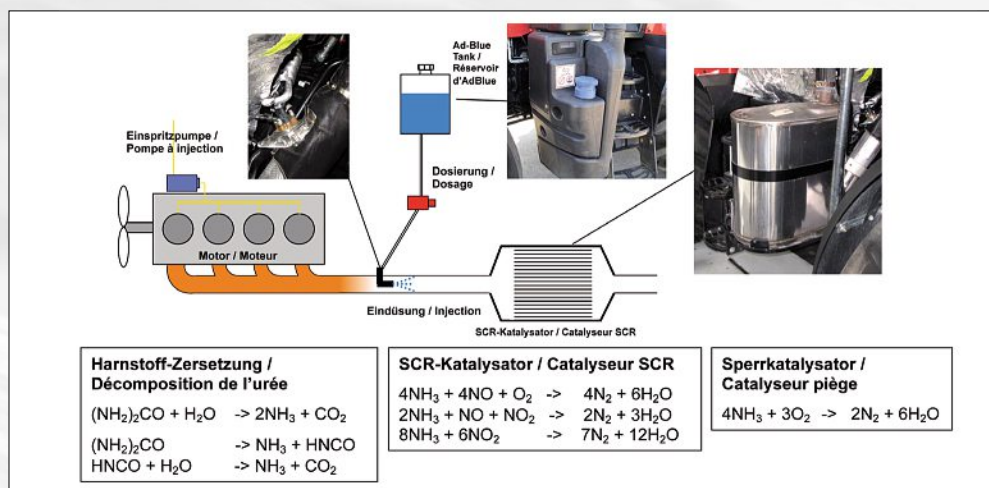 Ad-Blue
Tank /
Réservoir
d'AdBlue
Einspritzpumpe /
Pompe à injection
Dosierung /
Dosage
Motor / Moteur
Eindüsung / Injection
SCR-Katalysator / Catalyseur SCR
Harnstoff-Zersetzung /
Décomposition de l'urée
(NH₂)₂CO + H₂O -> 2NH₃ + CO₂
(NH₂)₂CO -> NH₃ + HNCO
HNCO + H₂O -> NH₃ + CO₂
SCR-Katalysator / Catalyseur SCR
4NH₃ + 4NO + O₂ -> 4N₂ + 6H₂O
2NH₃ + NO + NO₂ -> 2N₂ + 3H₂O
8NH₃ + 6NO₂ -> 7N₂ + 12H₂O
Sperrkatalysator /
Catalyseur piège
4NH₃ + 3O₂ -> 2N₂ + 6H₂O